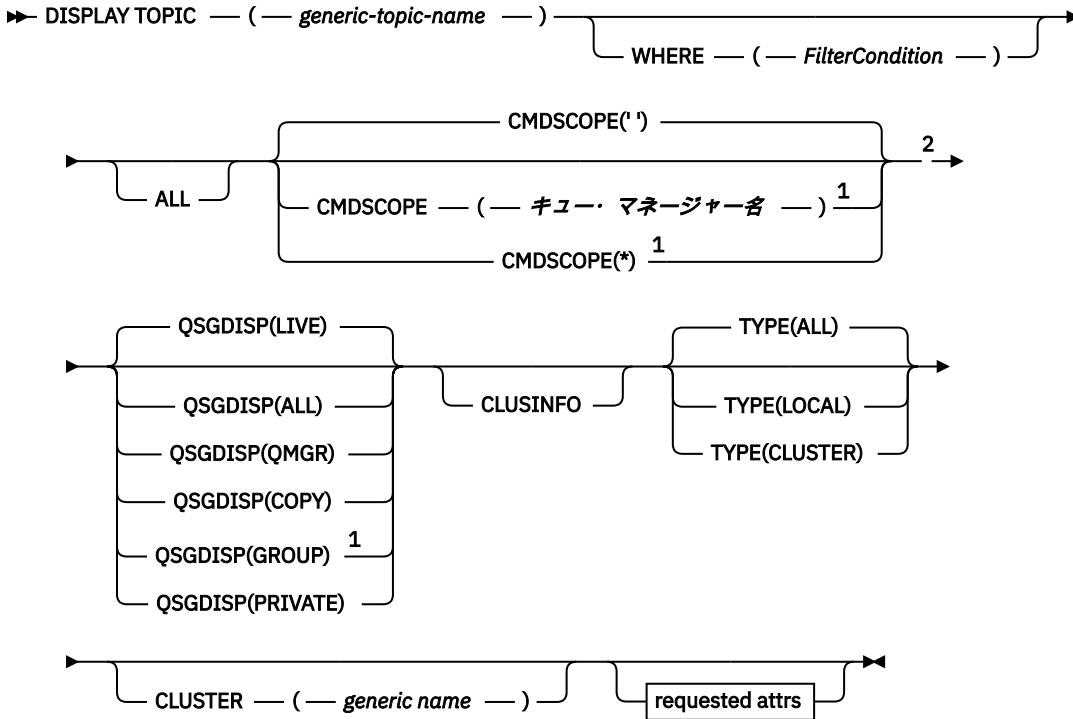 DISPLAY TOPIC ( generic-topic-name )
WHERE ( FilterCondition )
CMDSCOPE(' ')
2
ALL
CMDSCOPE ( キュー・マネージャー名 ) 1
CMDSCOPE(*) 1
QSGDISP(LIVE)
QSGDISP(ALL)
QSGDISP(QMGR)
QSGDISP(COPY)
QSGDISP(GROUP) 1
QSGDISP(PRIVATE)
CLUSINFO
TYPE(ALL)
TYPE(LOCAL)
TYPE(CLUSTER)
CLUSTER ( generic name )
requested attrs